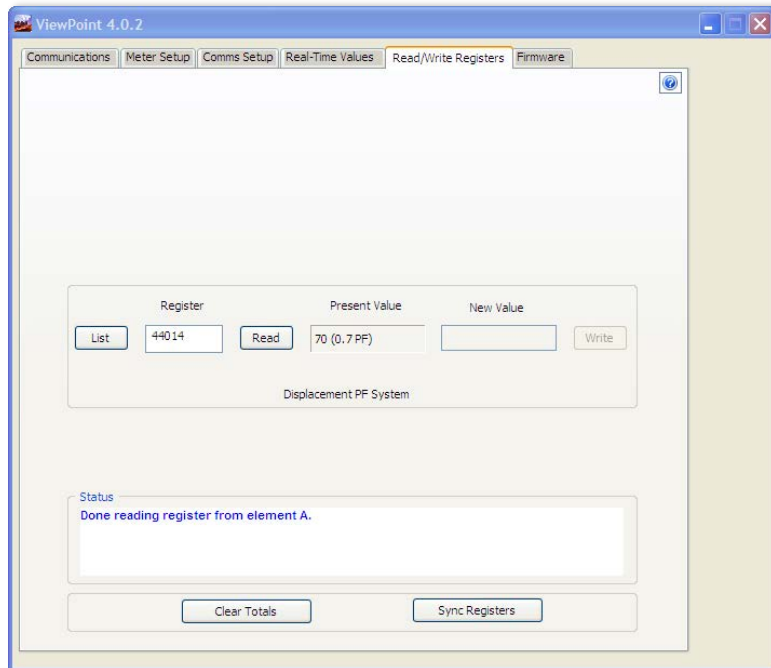 ViewPoint 4.0.2
Communications Meter Setup Comms Setup Real-Time Values Read/Write Registers Firmware
Register Present Value New Value
List 44014 Read 70 (0.7 PF) Write
Displacement PF System
Status
Done reading register from element A.
Clear Totals Sync Registers